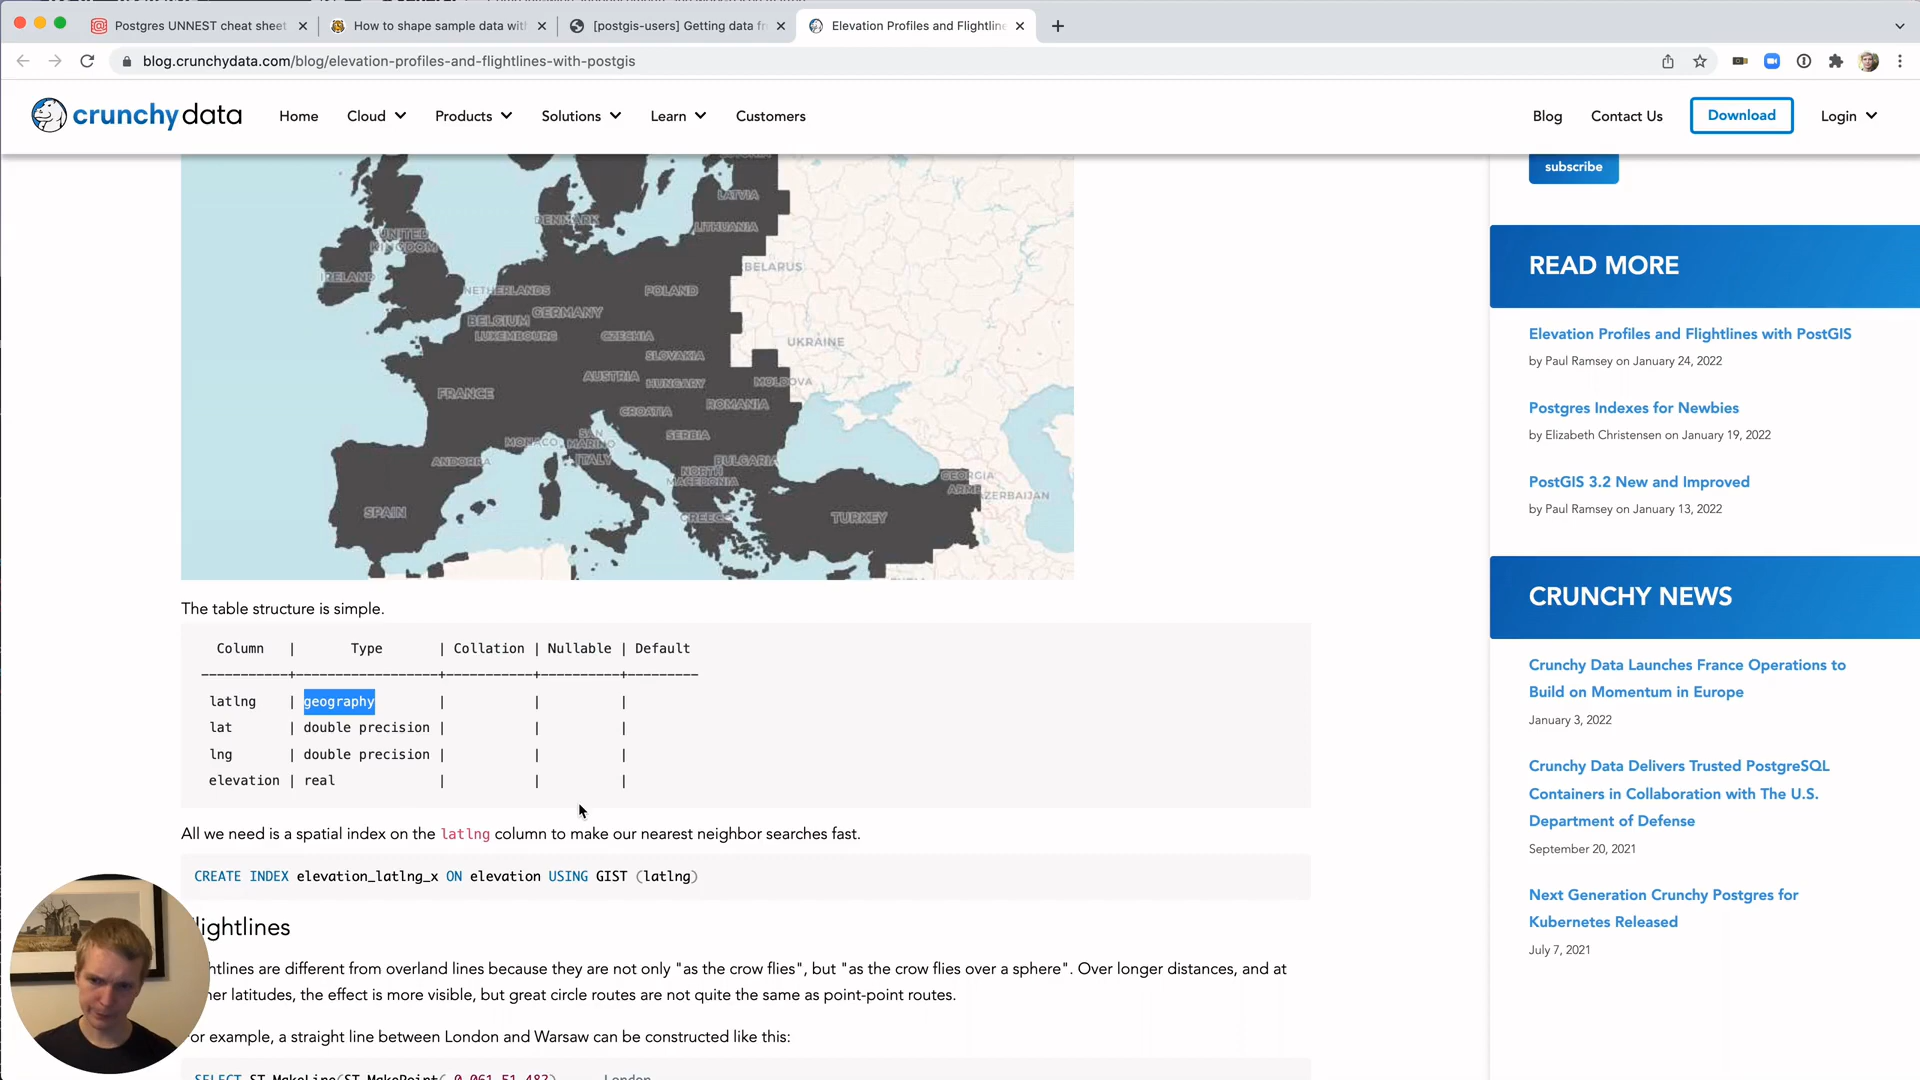 Postgres UNNEST cheat sheet
How to shape sample data with
[postgis-users] Getting data fr
Elevation Profiles and Flightline
blog.crunchydata.com/blog/elevation-profiles-and-flightlines-with-postgis
crunchydata
Home
Cloud
Products
Solutions
Learn
Customers
Blog
Contact Us
Download
Login
LATVIA
DENMARK
LITHUANIA
UNITED
KINGDOM
BELARUS
IRELAND
NETHERLANDS
POLAND
BELGIUM
GERMANY
LUXEMBOURG
CZECHIA
UKRAINE
SLOVAKIA
AUSTRIA
HUNGARY
MOLDOVA
FRANCE
CROATIA
ROMANIA
SAN
MARINO
MONACO
SERBIA
ITALY
ANDORRA
BULGARIA
NORTH
MACEDONIA
GEORGIA
AZERBAIJAN
SPAIN
GREECE
TURKEY
The table structure is simple.
Column | Type | Collation | Nullable | Default
-----------+------------------+-----------+----------+---------
latlng | geography | | |
lat | double precision | | |
lng | double precision | | |
elevation | real | | |
All we need is a spatial index on the latlng column to make our nearest neighbor searches fast.
CREATE INDEX elevation_latlng_x ON elevation USING GIST (latlng)
lightlines
htlines are different from overland lines because they are not only "as the crow flies", but "as the crow flies over a sphere". Over longer distances, and at
her latitudes, the effect is more visible, but great circle routes are not quite the same as point-point routes.
or example, a straight line between London and Warsaw can be constructed like this:
SELECT ST_MakeLine(ST_MakePoint(-0.061,51.482), -- London
subscribe
READ MORE
Elevation Profiles and Flightlines with PostGIS
by Paul Ramsey on January 24, 2022
Postgres Indexes for Newbies
by Elizabeth Christensen on January 19, 2022
PostGIS 3.2 New and Improved
by Paul Ramsey on January 13, 2022
CRUNCHY NEWS
Crunchy Data Launches France Operations to
Build on Momentum in Europe
January 3, 2022
Crunchy Data Delivers Trusted PostgreSQL
Containers in Collaboration with The U.S.
Department of Defense
September 20, 2021
Next Generation Crunchy Postgres for
Kubernetes Released
July 7, 2021